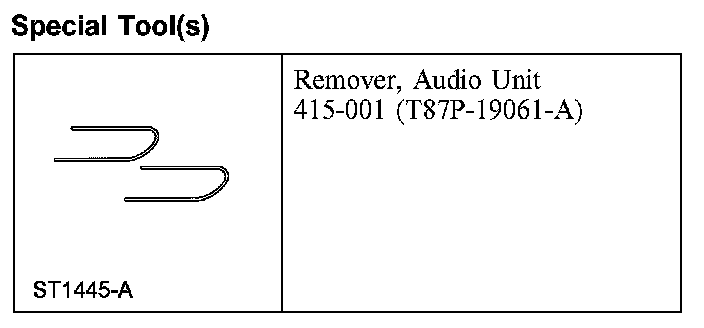 Special Tool(s)
Remover, Audio Unit
415-001 (T87P-19061-A)
ST1445-A